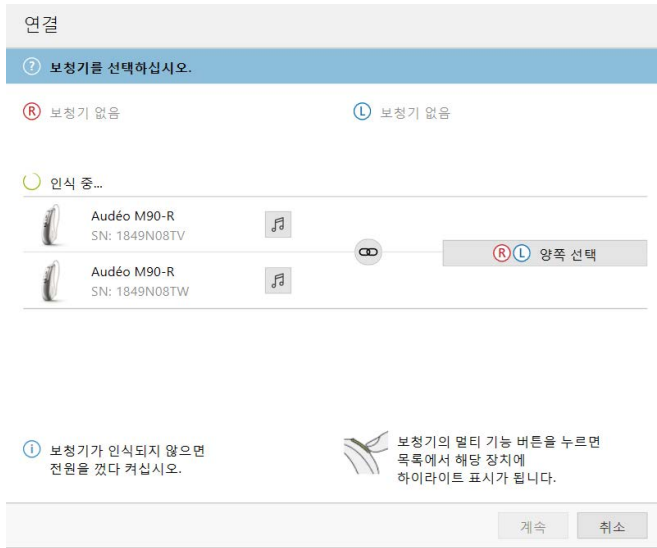 연결
? 보청기를 선택하십시오.
R 보청기 없음
L 보청기 없음
인식 중...
Audéo M90-R
SN: 1849N08TV
R L 양쪽 선택
Audéo M90-R
SN: 1849N08TW
i 보청기가 인식되지 않으면
전원을 껐다 켜십시오.
보청기의 멀티 기능 버튼을 누르면
목록에서 해당 장치에
하이라이트 표시가 됩니다.
계속
취소